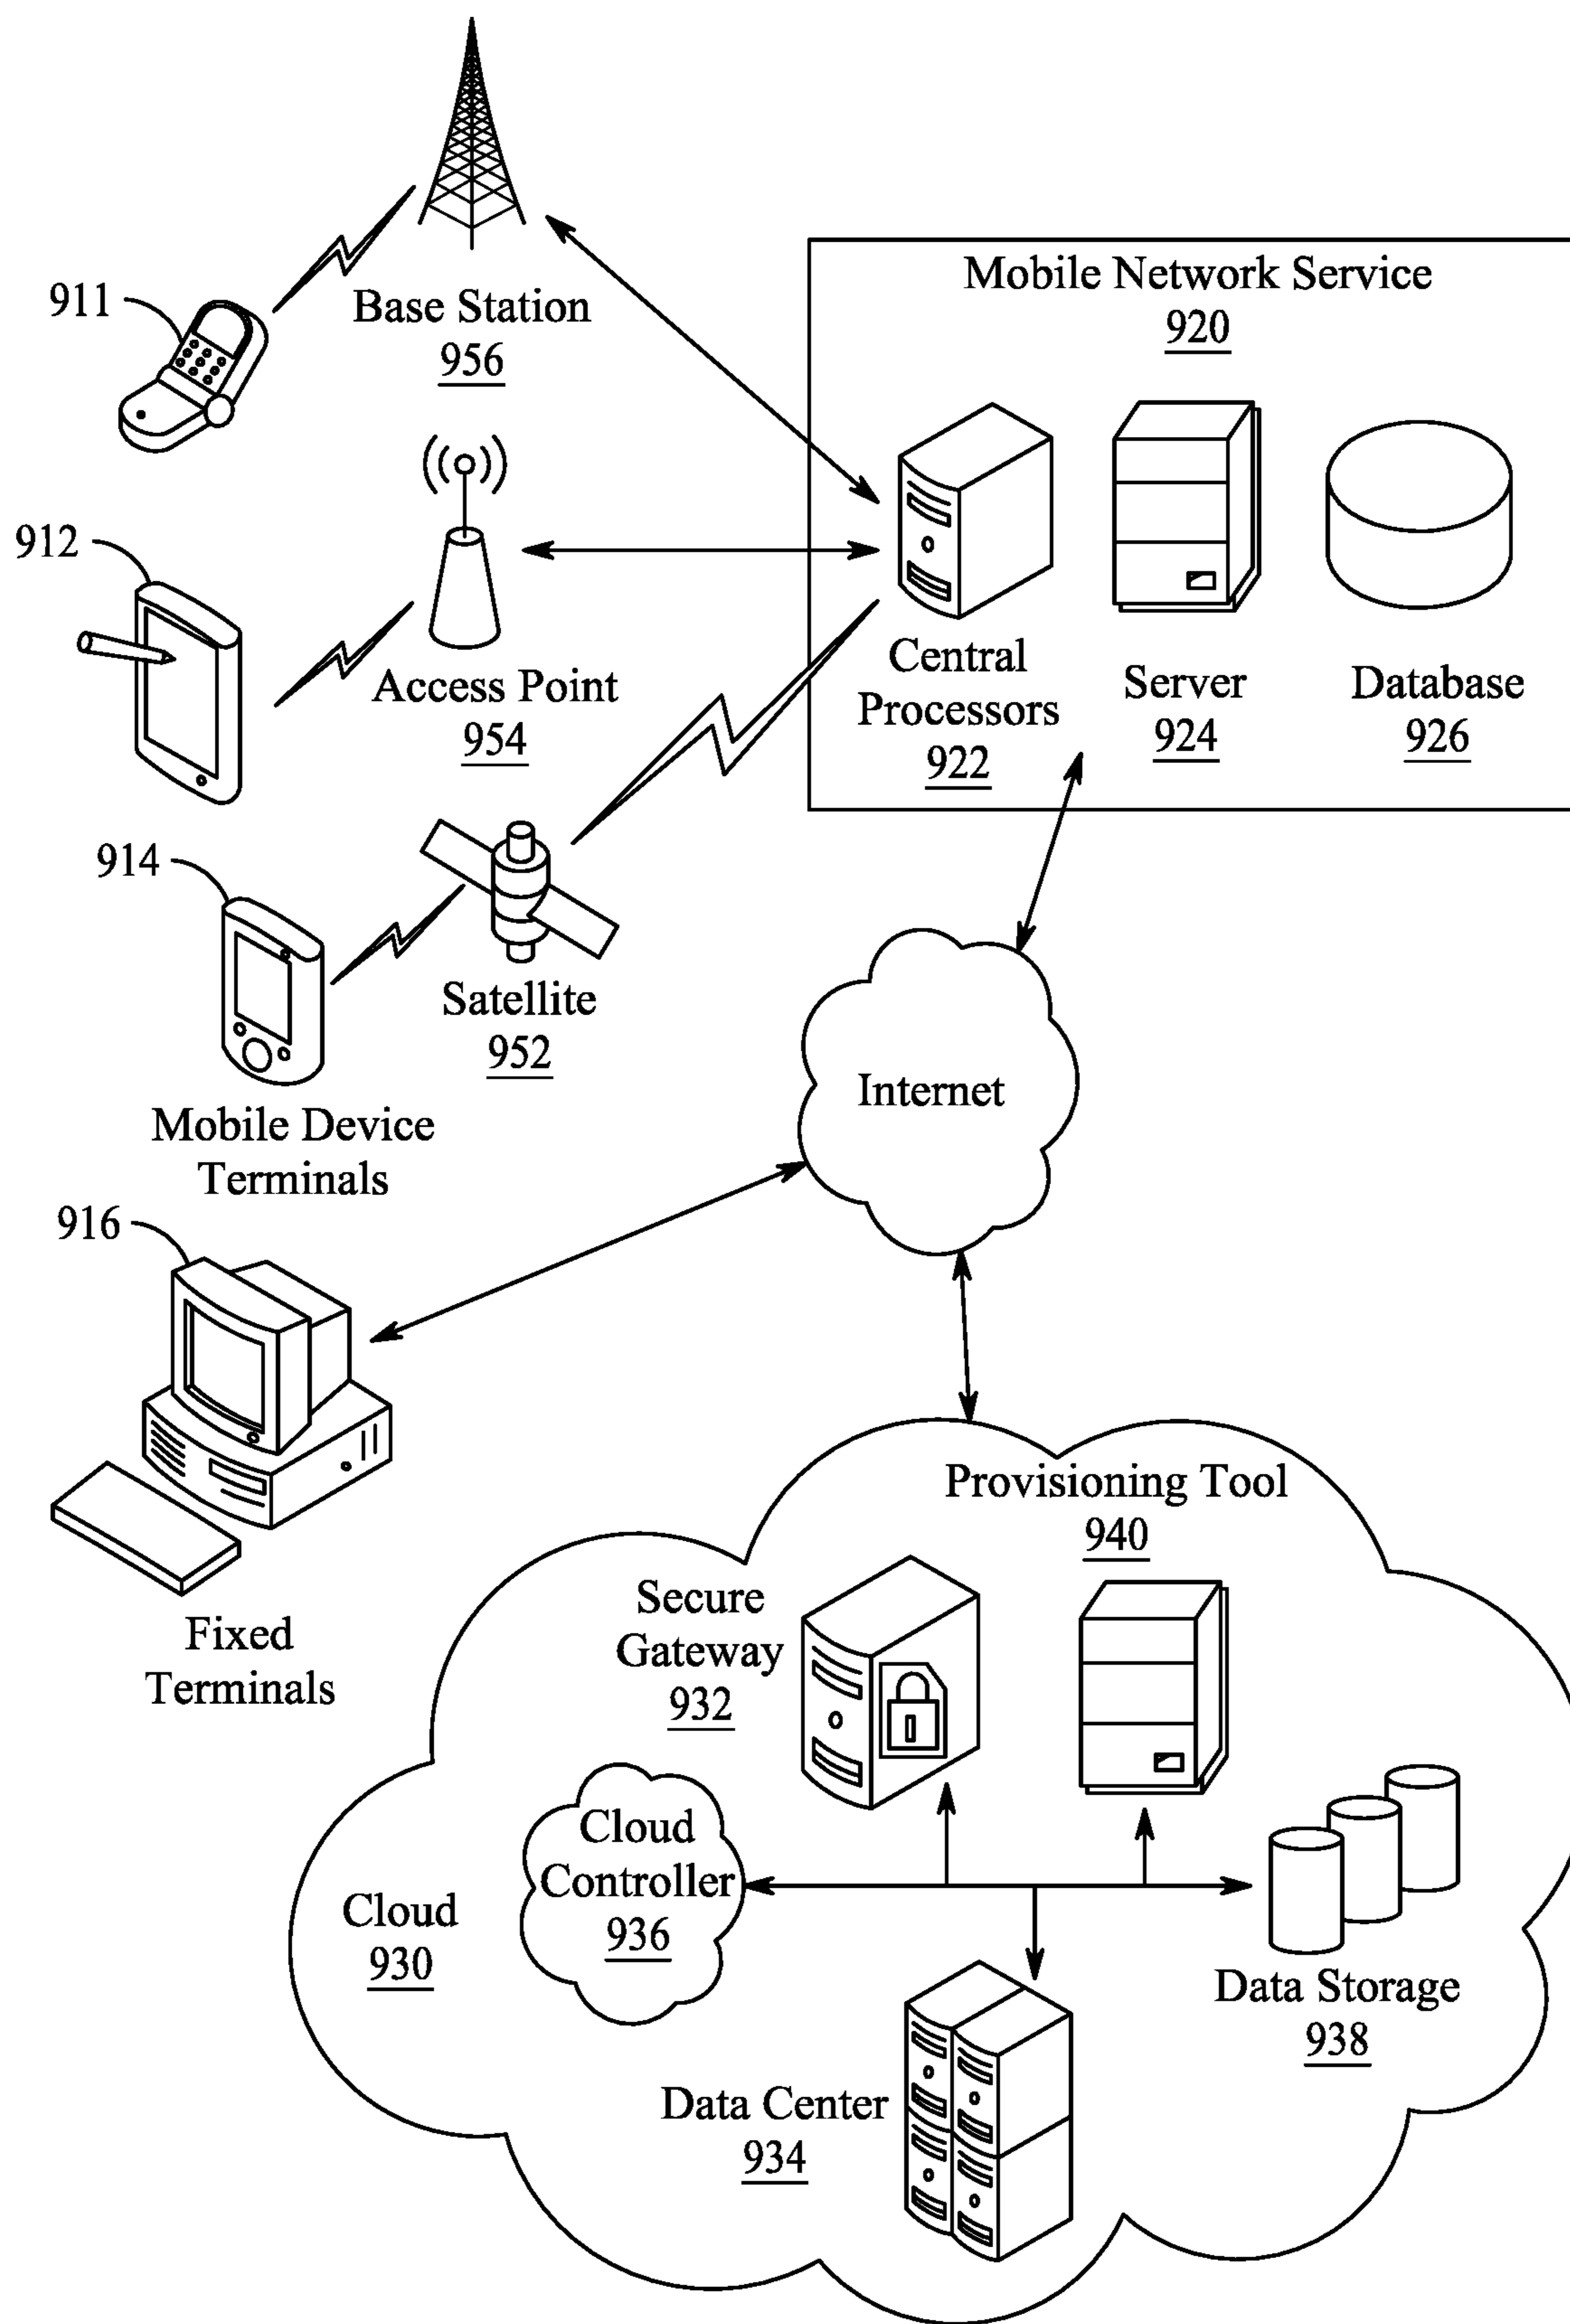 911
Base Station
956
Mobile Network Service
920
912
Access Point
954
Central
Processors
922
Server
924
Database
926
914
Satellite
952
Mobile Device
Terminals
Internet
916
Fixed
Terminals
Provisioning Tool
940
Secure
Gateway
932
Cloud
Controller
936
Cloud
930
Data Storage
938
Data Center
934